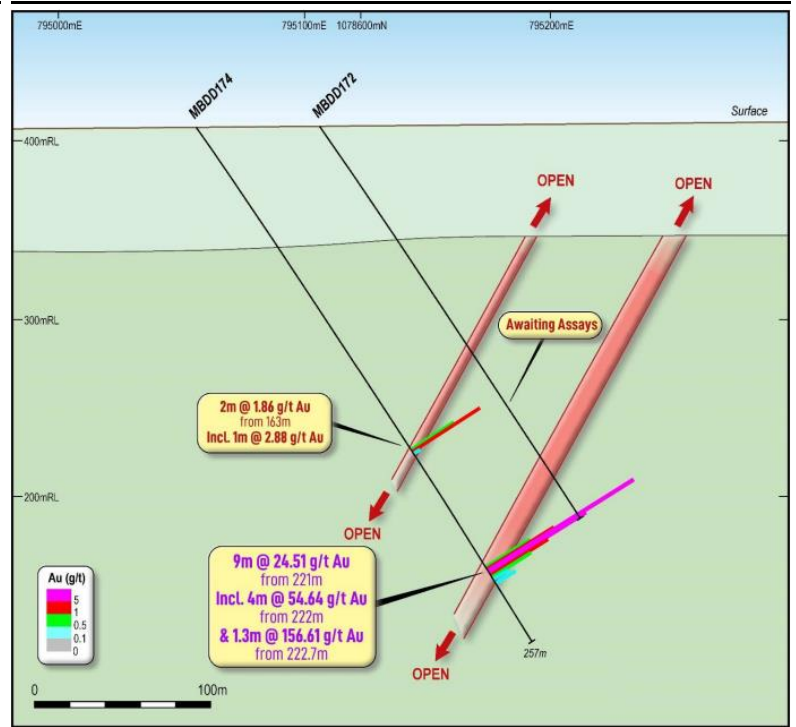 795000mE
795100mE
1078600mN
795200mE
MBDD174
MBDD172
Surface
400mRL
OPEN
OPEN
300mRL
Awaiting Assays
2m @ 1.86 g/t Au
from 163m
Incl. 1m @ 2.88 g/t Au
200mRL
OPEN
9m @ 24.51 g/t Au
from 221m
Incl. 4m @ 54.64 g/t Au
from 222m
& 1.3m @ 156.61 g/t Au
from 222.7m
Au (g/t)
5
1
0.5
0.1
0
257m
OPEN
0
100m